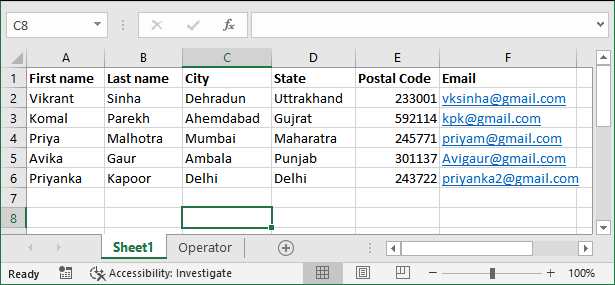 C8 fx
A B C D E F
1 First name Last name City State Postal Code Email
2 Vikrant Sinha Dehradun Uttrakhand 233001 vksinha@gmail.com
3 Komal Parekh Ahemdabad Gujrat 592114 kpk@gmail.com
4 Priya Malhotra Mumbai Maharatra 245771 priyam@gmail.com
5 Avika Gaur Ambala Punjab 301137 Avigaur@gmail.com
6 Priyanka Kapoor Delhi Delhi 243722 priyanka2@gmail.com
7
8
Sheet1 Operator
Ready Accessibility: Investigate 100%